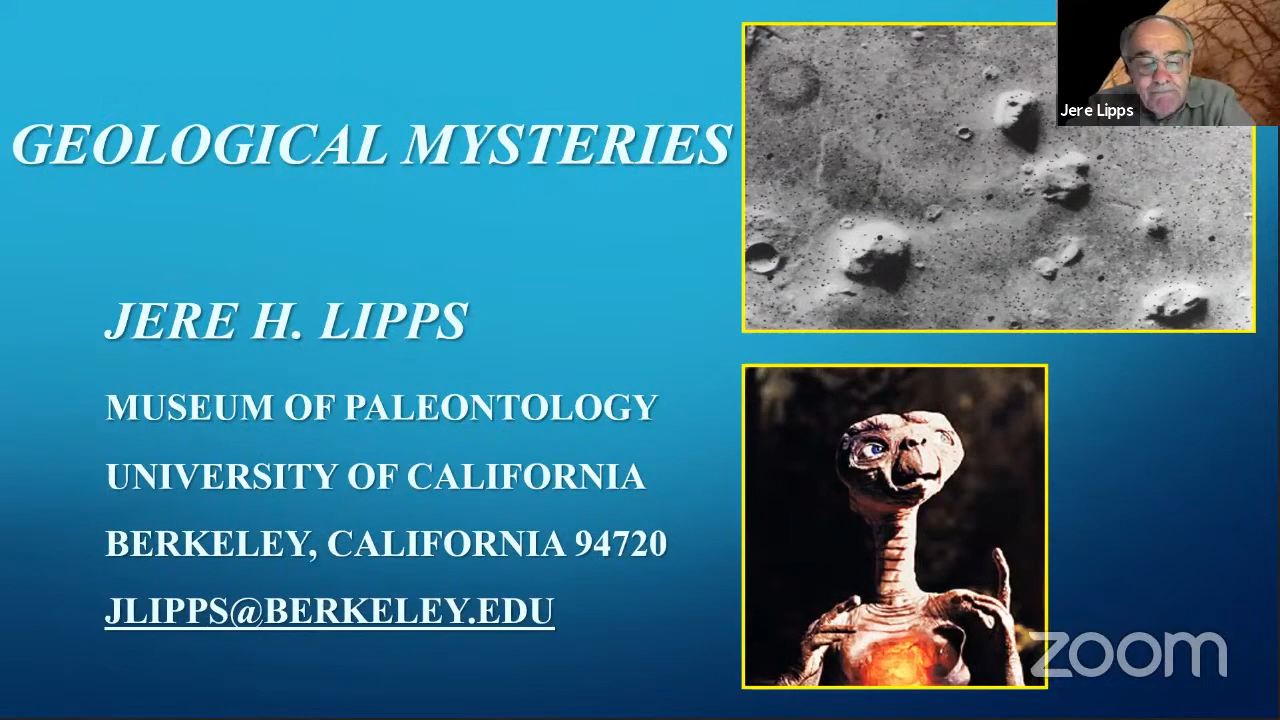 GEOLOGICAL MYSTERIES
JERE H. LIPPS
MUSEUM OF PALEONTOLOGY
UNIVERSITY OF CALIFORNIA
BERKELEY, CALIFORNIA 94720
JLIPPS@BERKELEY.EDU
Jere Lipps
zoom